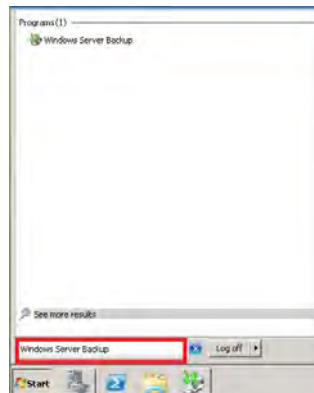 Programs (1)
Windows Server Backup
See more results
Windows Server Backup
Log off
Start